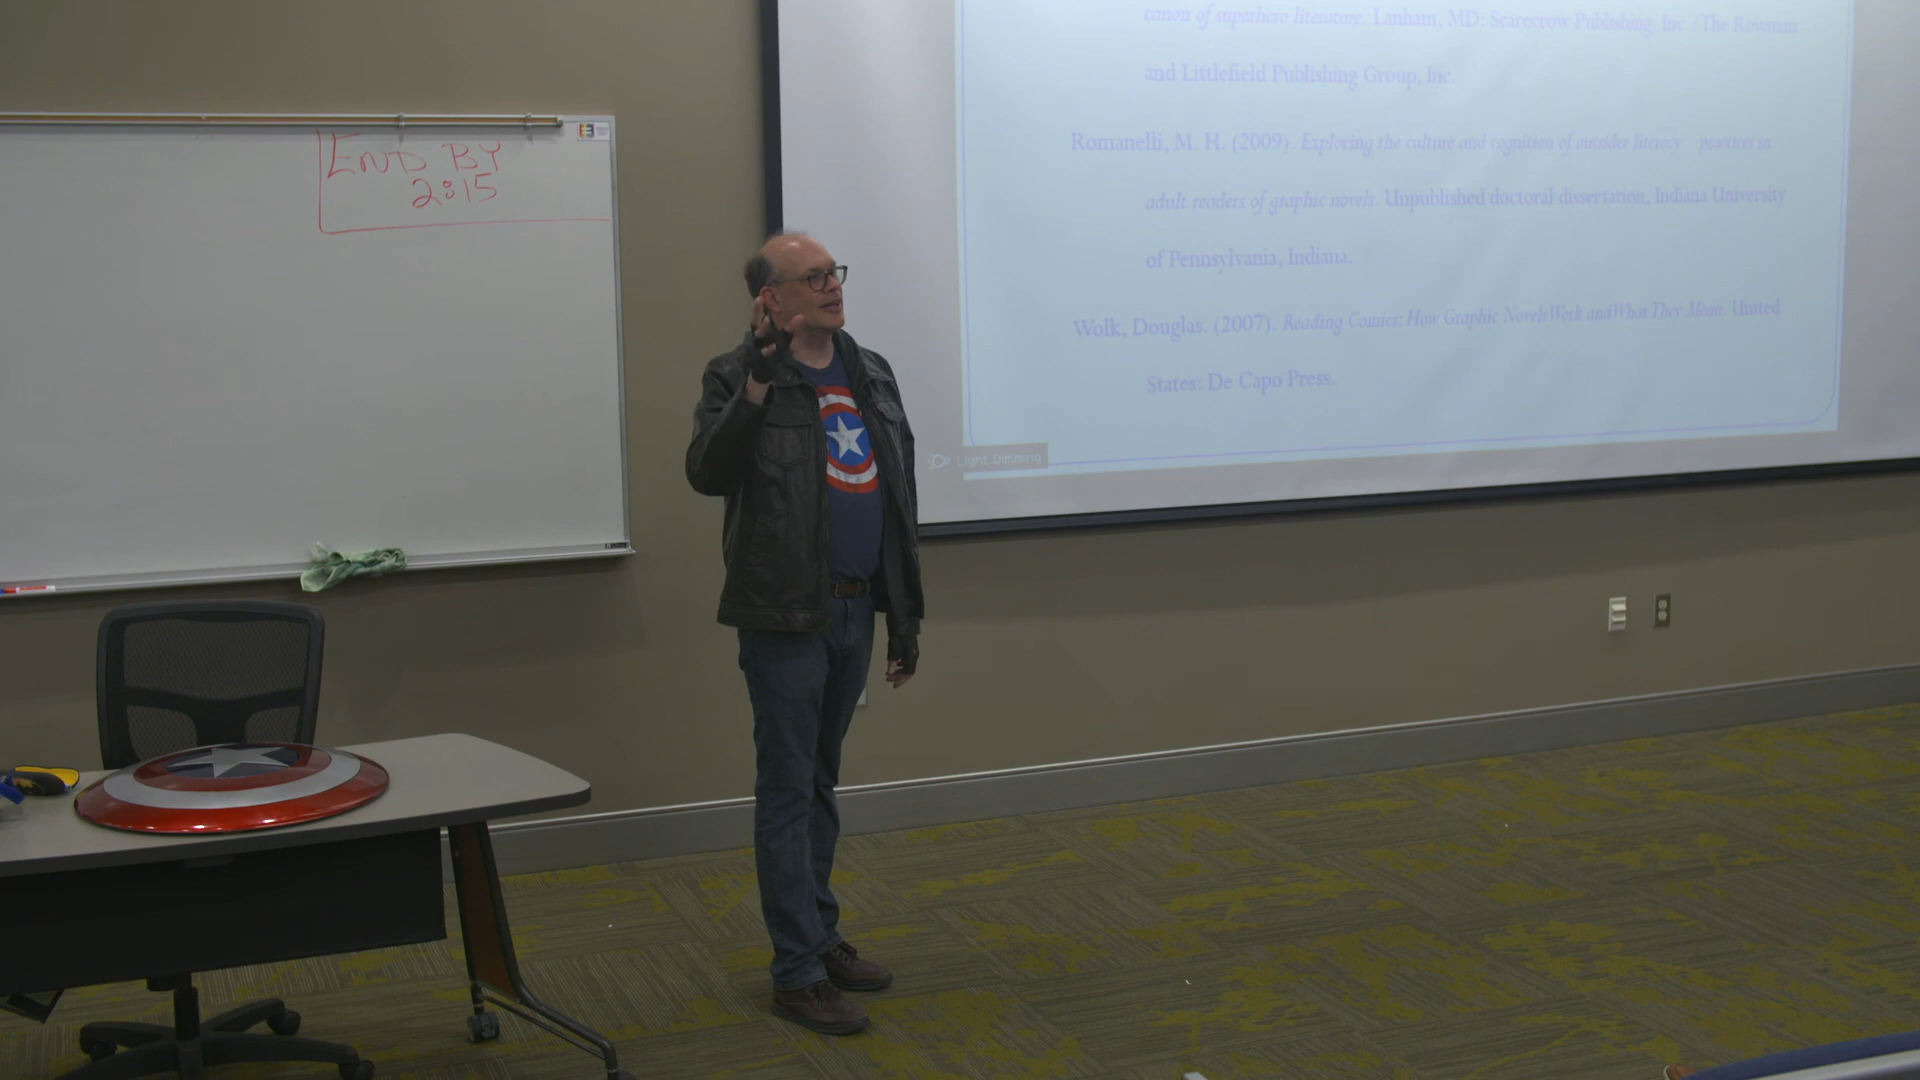 END BY
2:15
canon of superhero literature. Lanham, MD: Scarecrow Publishing, Inc. /The Rowman
and Littlefield Publishing Group, Inc.
Romanelli, M. H. (2009). Exploring the culture and cognition of outsider literacy practices in
adult readers of graphic novels. Unpublished doctoral dissertation, Indiana University
of Pennsylvania, Indiana.
Wolk, Douglas. (2007). Reading Comics: How Graphic Novels Work and What They Mean. United
States: De Capo Press.
Light Dimming